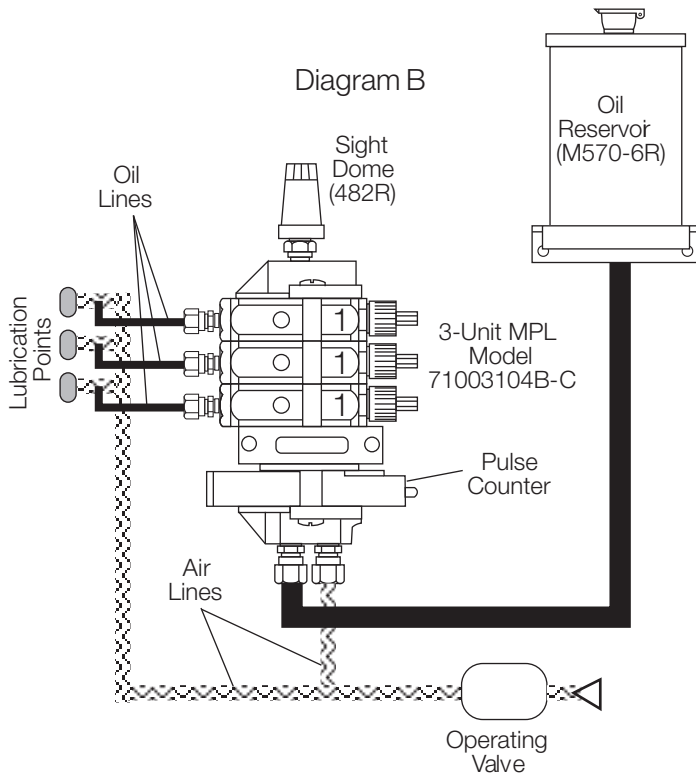 Diagram B
Oil
Reservoir
(M570-6R)
Sight
Dome
(482R)
Oil
Lines
Lubrication
Points
1
1
1
3-Unit MPL
Model
71003104B-C
Pulse
Counter
Air
Lines
Operating
Valve